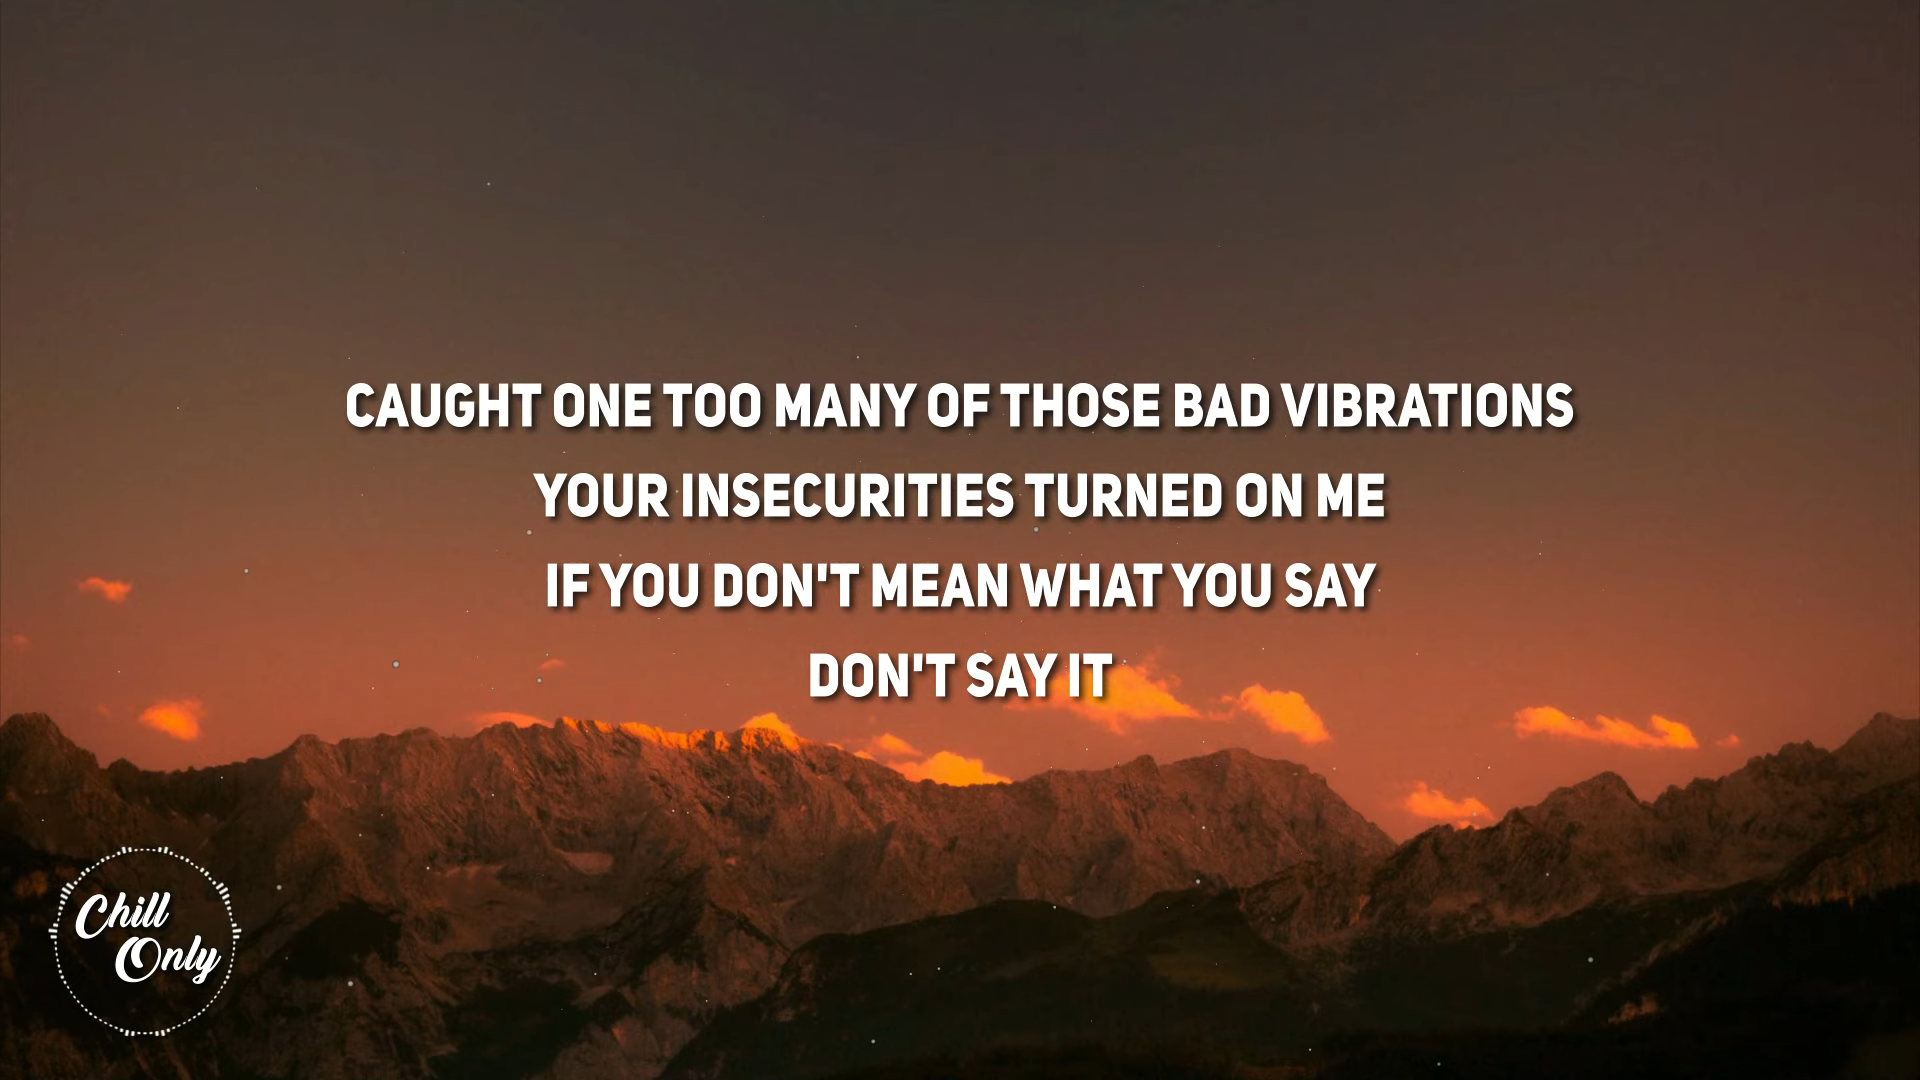 CAUGHT ONE TOO MANY OF THOSE BAD VIBRATIONS
YOUR INSECURITIES TURNED ON ME
IF YOU DON'T MEAN WHAT YOU SAY
DON'T SAY IT
Chill
Only